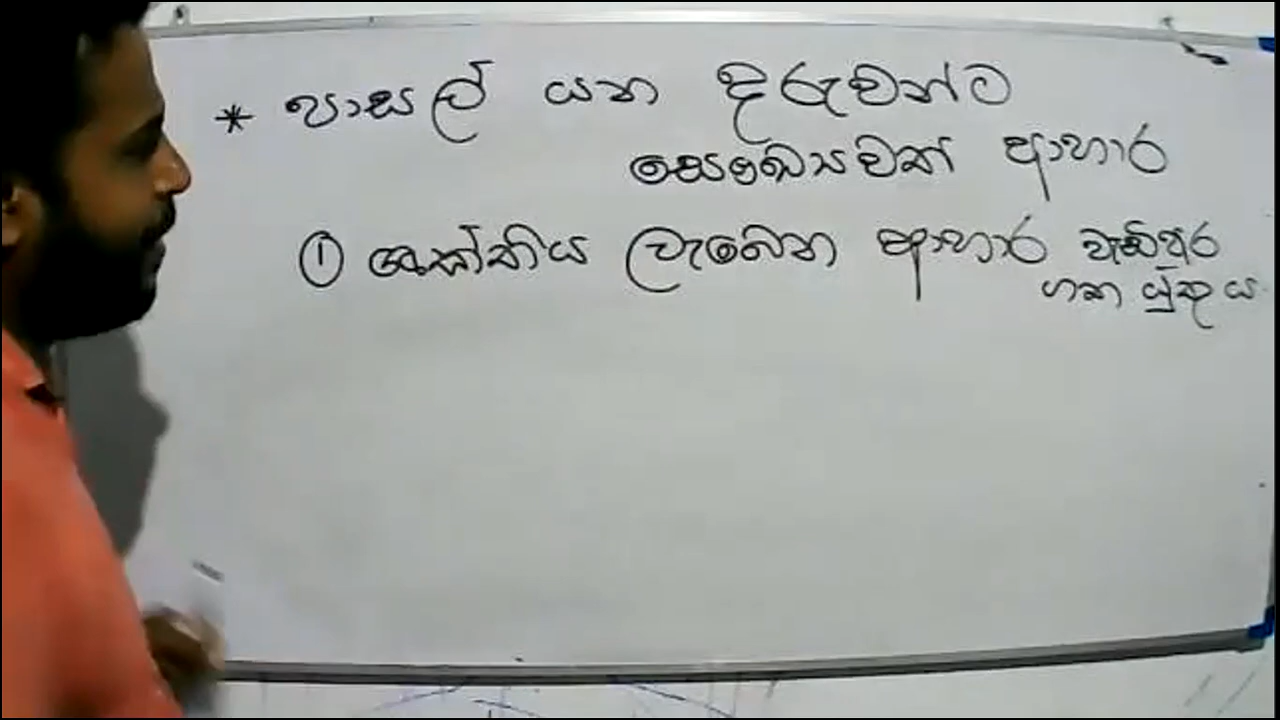 * පාසල් යන දරුවන්ට
සෞඛ්‍යවත් ආහාර
① ශක්තිය ලැබෙන ආහාර වැඩිපුර
ගත යුතුය